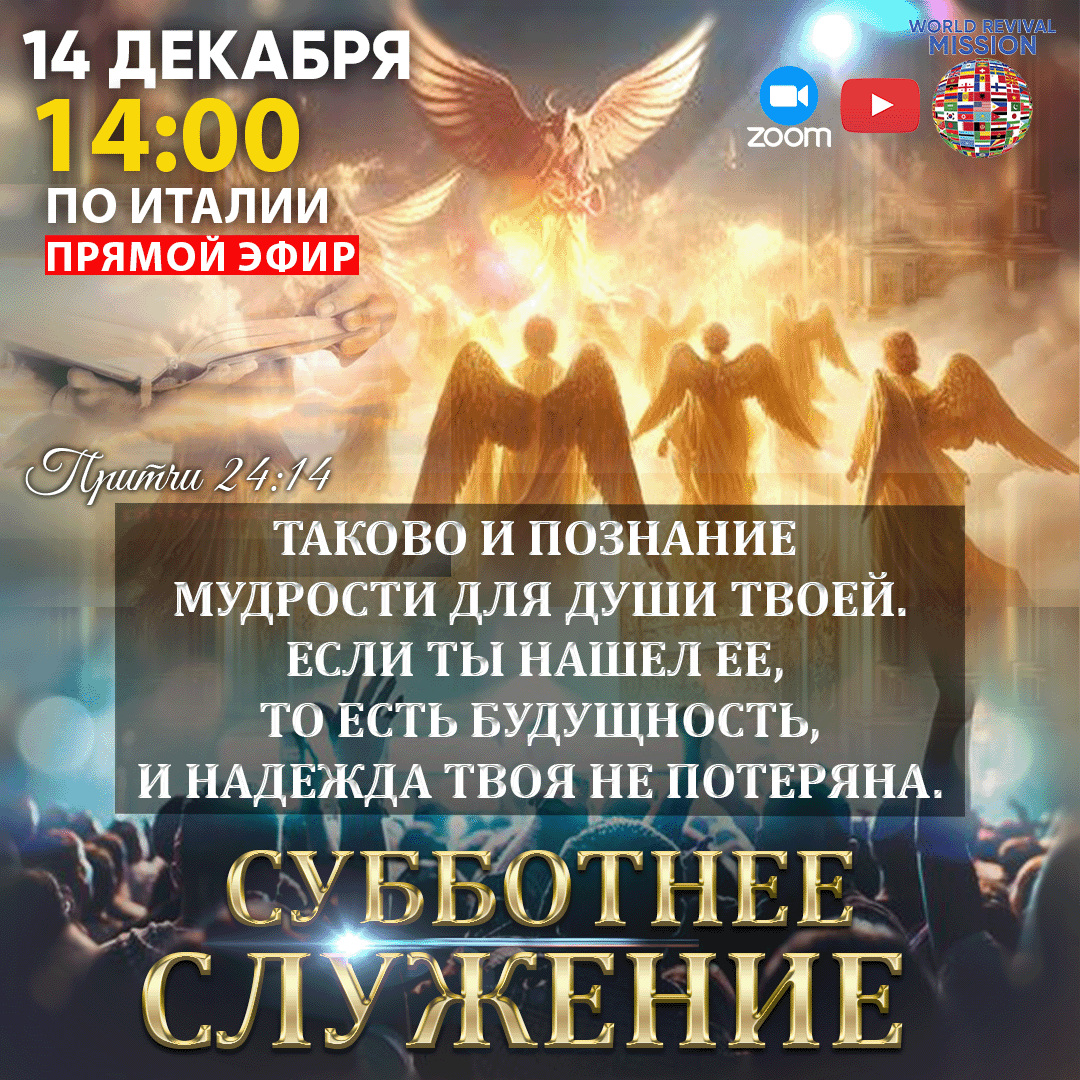 14 ДЕКАБРЯ
14:00
ПО ИТАЛИИ
ПРЯМОЙ ЭФИР
WORLD REVIVAL
MISSION
zoom
Притчи 24:14
ТАКОВО И ПОЗНАНИЕ
МУДРОСТИ ДЛЯ ДУШИ ТВОЕЙ.
ЕСЛИ ТЫ НАШЕЛ ЕЕ,
ТО ЕСТЬ БУДУЩНОСТЬ,
И НАДЕЖДА ТВОЯ НЕ ПОТЕРЯНА.
СУББОТНЕЕ
СЛУЖЕНИЕ